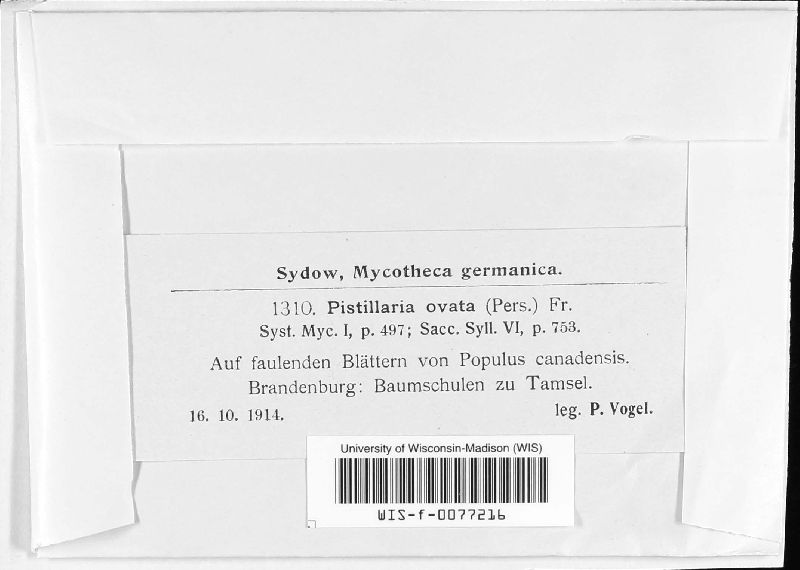 Sydow, Mycotheca germanica.
1310. Pistillaria ovata (Pers.) Fr.
Syst. Myc. I, p. 497; Sacc. Syll. VI, p. 753.
Auf faulenden Blättern von Populus canadensis.
Brandenburg: Baumschulen zu Tamsel.
16. 10. 1914. leg. P. Vogel.
University of Wisconsin-Madison (WIS)
WIS-f-0077216